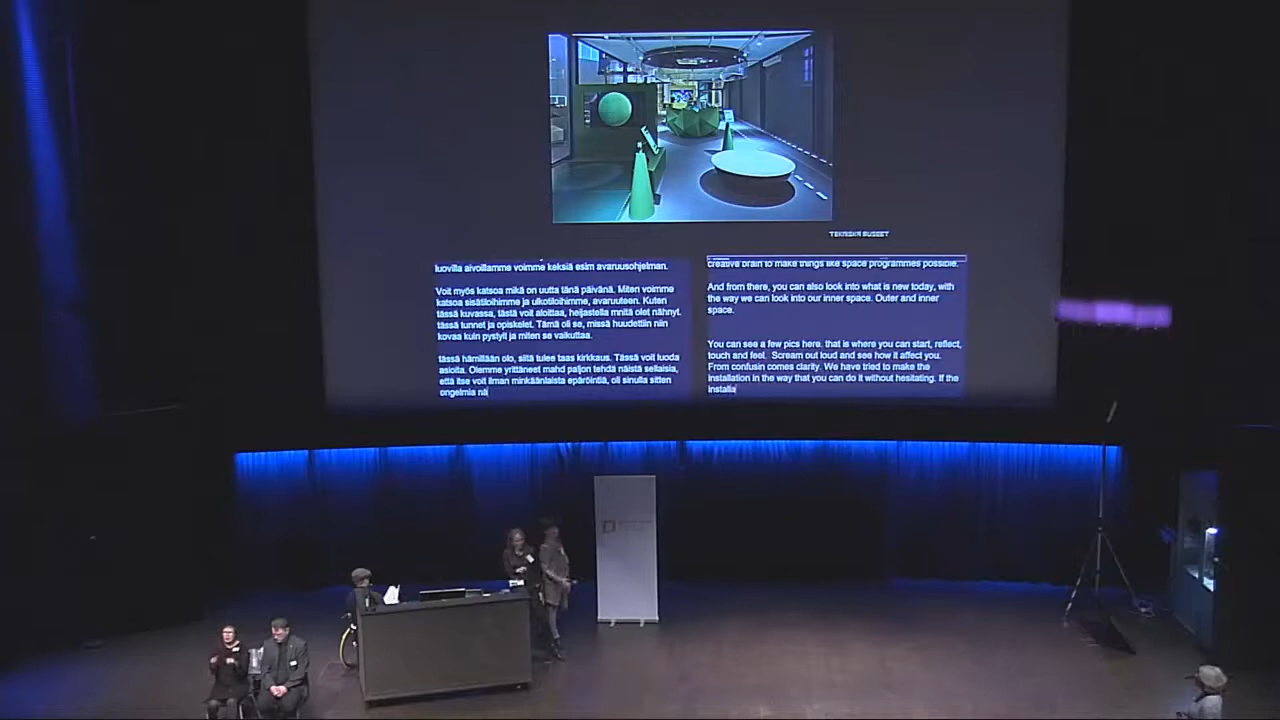 TEKNISKA MUSEET
luovilla aivoillamme voimme keksiä esim avaruusohjelman.
Voit myös katsoa mikä on uutta tänä päivänä. Miten voimme
katsoa sisätiloihimme ja ulkotiloihimme, avaruuteen. Kuten
tässä kuvassa, tästä voit aloittaa, heijastella mnitä olet nähnyt.
tässä tunnet ja opiskelet. Tämä oli se, missä huudettiin niin
kovaa kuin pystyit ja miten se vaikuttaa.
tässä hämillään olo, siitä tulee taas kirkkaus. Tässä voit luoda
asioita. Olemme yrittäneet mahd paljon tehdä näistä sellaisia,
että itse voit ilman minkäänlaista epäröintiä, oli sinulla sitten
ongelmia nä
creative brain to make things like space programmes possible.
And from there, you can also look into what is new today, with
the way we can look into our inner space. Outer and inner
space.
You can see a few pics here. that is where you can start, reflect,
touch and feel. Scream out loud and see how it affect you.
From confusin comes clarity. We have tried to make the
installation in the way that you can do it without hesitating. If the
installa